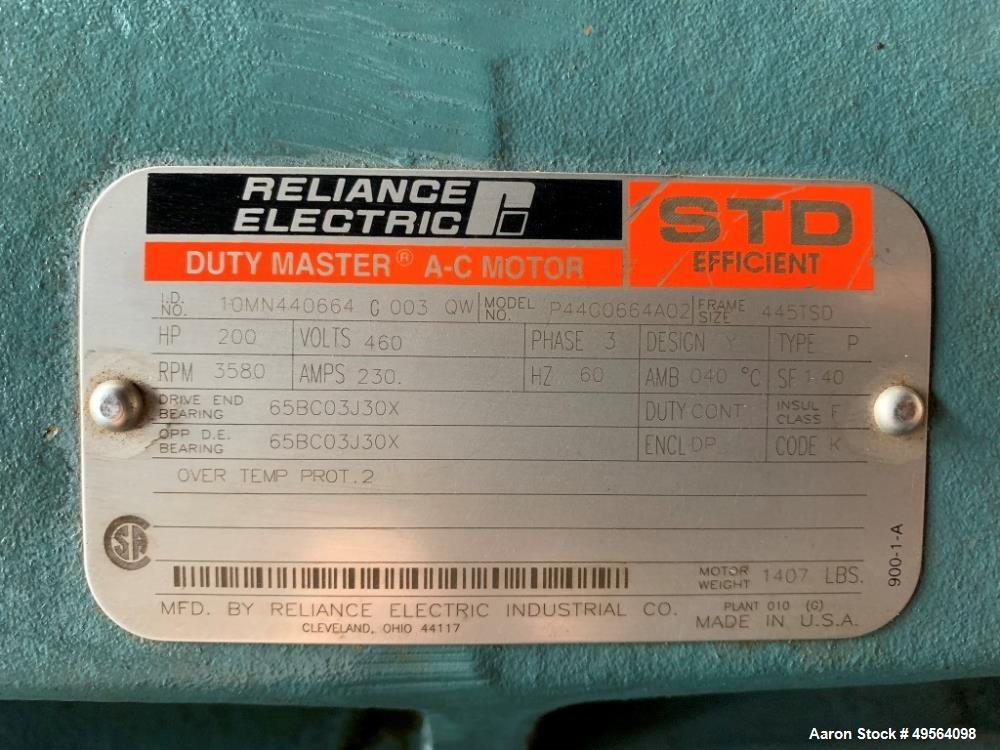 RELIANCE
ELECTRIC
STD
EFFICIENT
DUTY MASTER® A-C MOTOR
I.D. NO. 10MN440664 G 003 QW MODEL NO. P44G0664A02 FRAME SIZE 445TSD
HP 200 VOLTS 460 PHASE 3 DESIGN Y TYPE P
RPM 3580 AMPS 230. HZ 60 AMB 040 °C SF 1.40
DRIVE END BEARING 65BC03J30X DUTY CONT INSUL CLASS F
OPP D.E. BEARING 65BC03J30X ENCL DP CODE K
OVER TEMP PROT.2
MOTOR WEIGHT 1407 LBS.
MFD. BY RELIANCE ELECTRIC INDUSTRIAL CO.
CLEVELAND, OHIO 44117
PLANT 010 (G)
MADE IN U.S.A.
900-1-A
Aaron Stock # 49564098